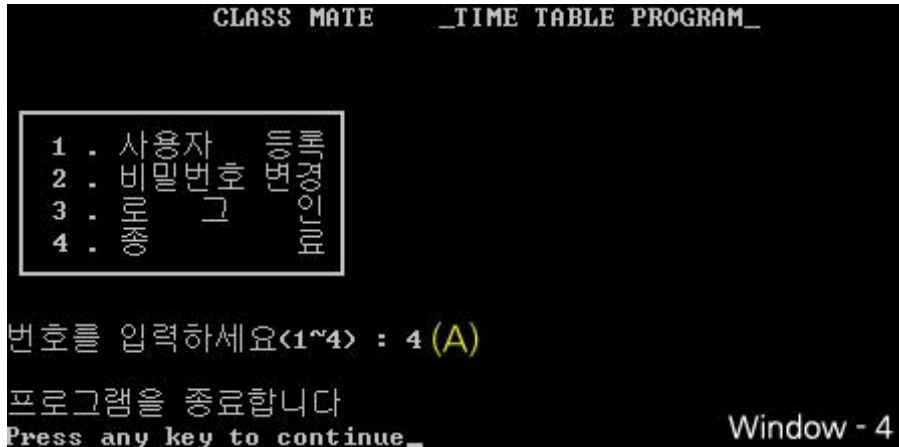 CLASS MATE _TIME TABLE PROGRAM_
1 . 사용자 등록
2 . 비밀번호 변경
3 . 로 그 인
4 . 종 료
번호를 입력하세요(1~4) : 4 (A)
프로그램을 종료합니다
Press any key to continue_
Window - 4